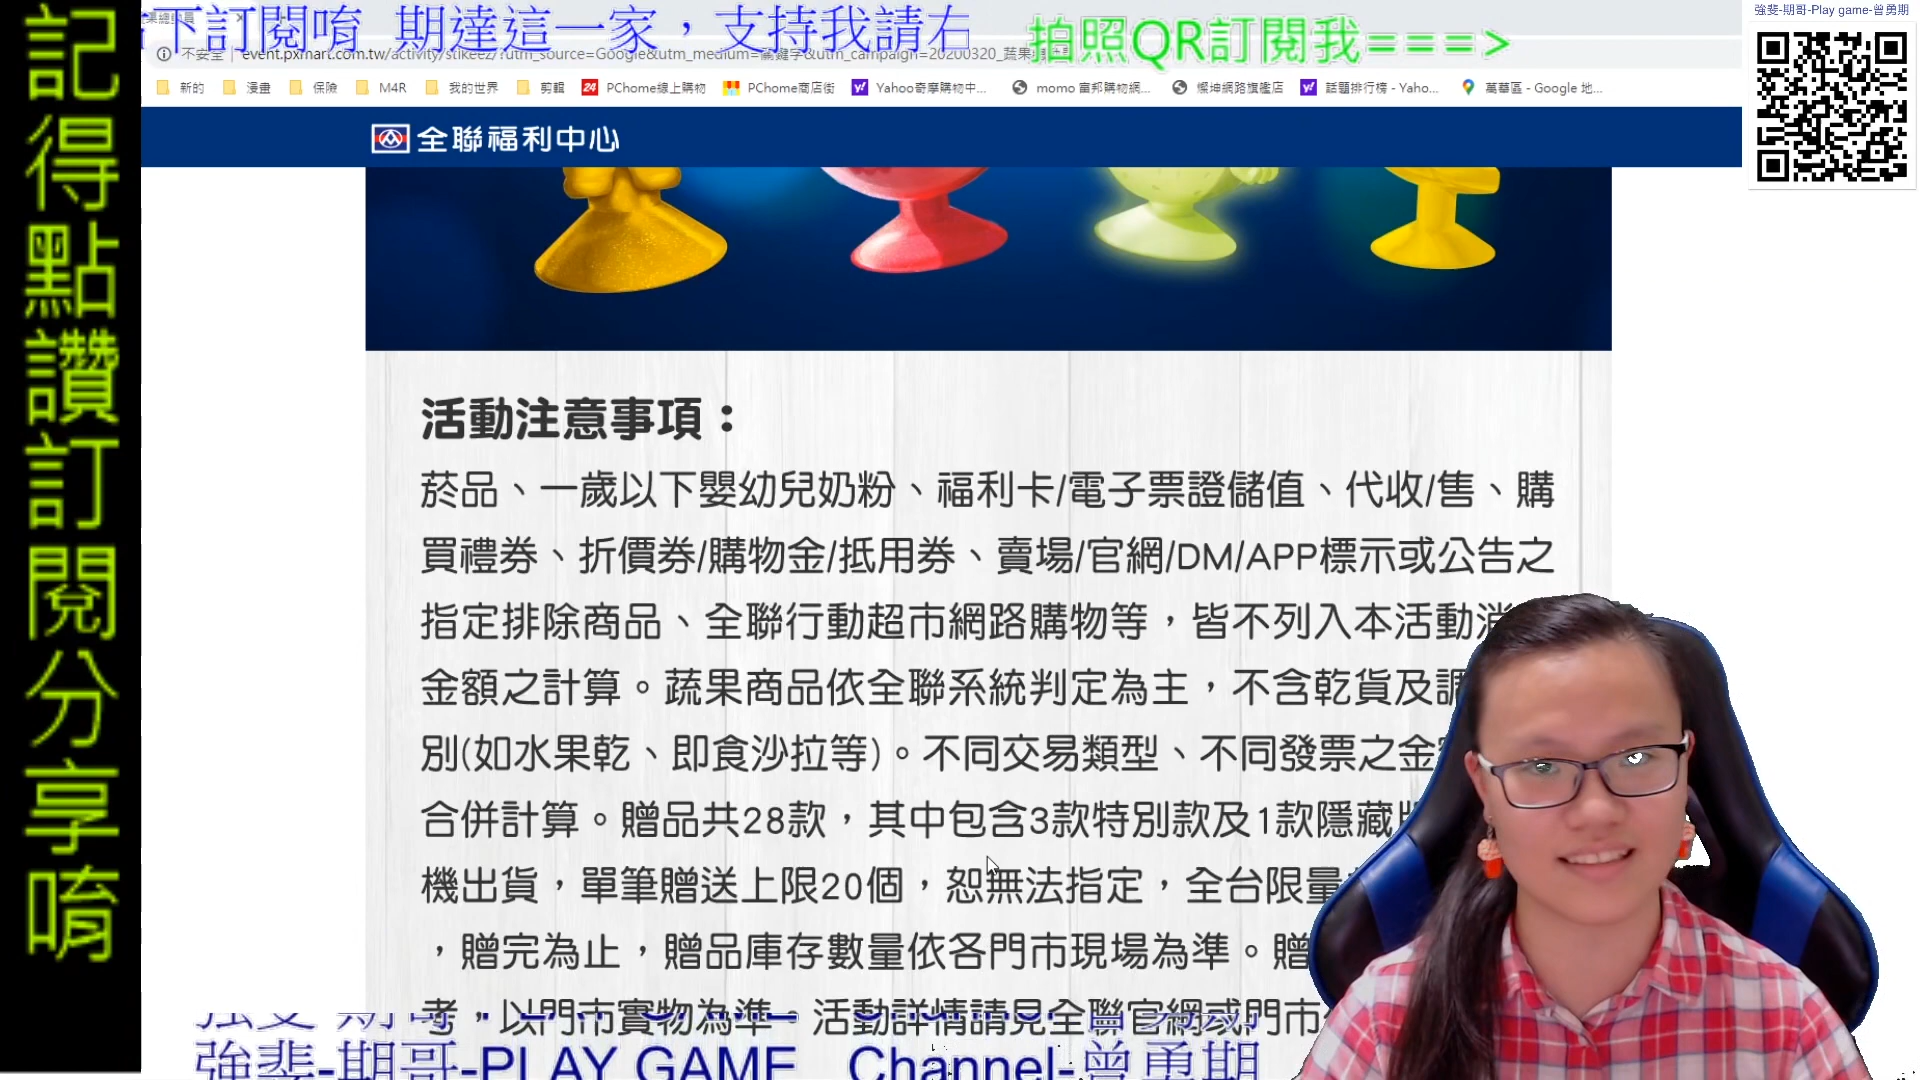 記得點讚訂閱分享唷
下訂閱唷 期達這一家，支持我請右
拍照QR訂閱我===>
強斐-期哥-Play game-曾勇期
不安全 event.pxmart.com.tw/activity/stikeez/?utm_source=Google&utm_medium=關鍵字&utm_campaign=20200320_蔬果
新的 漫畫 保險 M4R 我的世界 剪輯 PChome線上購物 PChome商店街 Yahoo奇摩購物中... momo 富邦購物網... 燦坤網路旗艦店 話題排行榜 - Yaho... 萬華區 - Google 地...
全聯福利中心
活動注意事項：
菸品、一歲以下嬰幼兒奶粉、福利卡/電子票證儲值、代收/售、購
買禮券、折價券/購物金/抵用券、賣場/官網/DM/APP標示或公告之
指定排除商品、全聯行動超市網路購物等，皆不列入本活動消
金額之計算。蔬果商品依全聯系統判定為主，不含乾貨及調
別(如水果乾、即食沙拉等)。不同交易類型、不同發票之金
合併計算。贈品共28款，其中包含3款特別款及1款隱藏
機出貨，單筆贈送上限20個，恕無法指定，全台限量
，贈完為止，贈品庫存數量依各門市現場為準。贈
考，以門市實物為準。活動詳情請見全聯官網或門市
強斐-期哥-PLAY GAME Channel-曾勇期